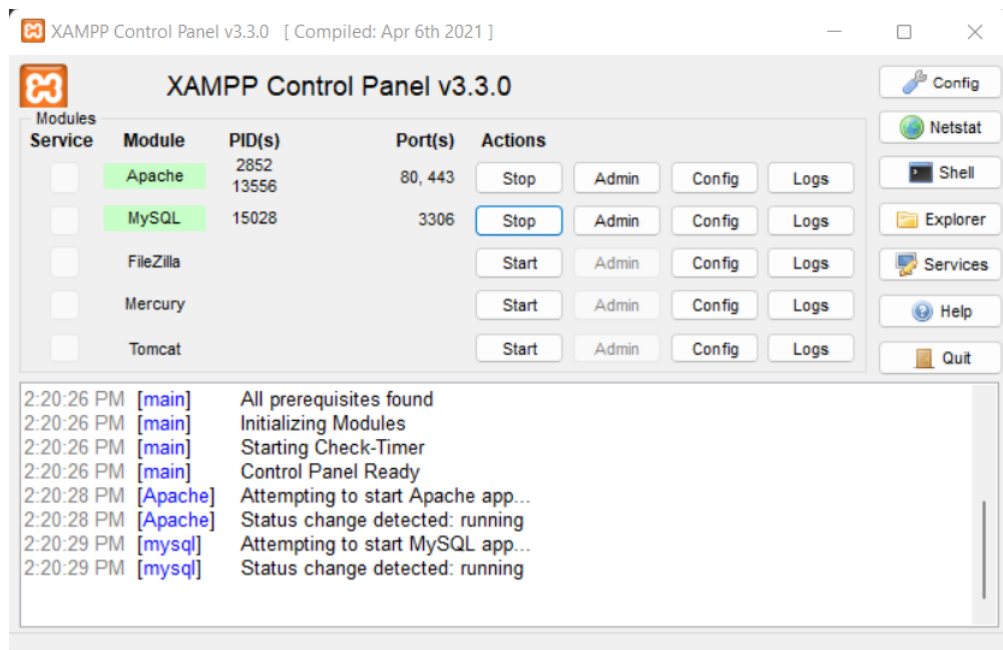 XAMPP Control Panel v3.3.0 [ Compiled: Apr 6th 2021 ]
XAMPP Control Panel v3.3.0
Config
Modules
Netstat
Service Module PID(s) Port(s) Actions
Apache 2852 13556 80, 443 Stop Admin Config Logs
Shell
MySQL 15028 3306 Stop Admin Config Logs
Explorer
FileZilla Start Admin Config Logs
Services
Mercury Start Admin Config Logs
Help
Tomcat Start Admin Config Logs
Quit
2:20:26 PM [main] All prerequisites found
2:20:26 PM [main] Initializing Modules
2:20:26 PM [main] Starting Check-Timer
2:20:26 PM [main] Control Panel Ready
2:20:28 PM [Apache] Attempting to start Apache app...
2:20:28 PM [Apache] Status change detected: running
2:20:29 PM [mysql] Attempting to start MySQL app...
2:20:29 PM [mysql] Status change detected: running